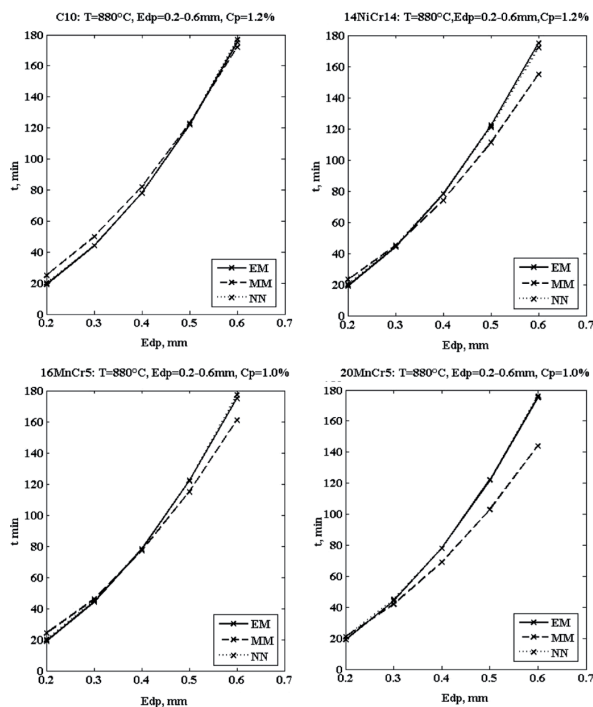 C10: T=880°C, Edp=0.2-0.6mm, Cp=1.2%
180
160
140
120
100
80
60
40
20
0
t, min
EM
MM
NN
0.2 0.3 0.4 0.5 0.6 0.7
Edp, mm
14NiCr14: T=880°C,Edp=0.2-0.6mm,Cp=1.2%
180
160
140
120
100
80
60
40
20
0
t, min
EM
MM
NN
0.2 0.3 0.4 0.5 0.6 0.7
Edp, mm
16MnCr5: T=880°C, Edp=0.2-0.6mm, Cp=1.0%
180
160
140
120
100
80
60
40
20
0
t min
EM
MM
NN
0.2 0.3 0.4 0.5 0.6 0.7
Edp, mm
20MnCr5: T=880°C, Edp=0.2-0.6mm, Cp=1.0%
160
140
120
100
80
60
40
20
0
t, min
EM
MM
NN
0.2 0.3 0.4 0.5 0.6 0.7
Edp, mm